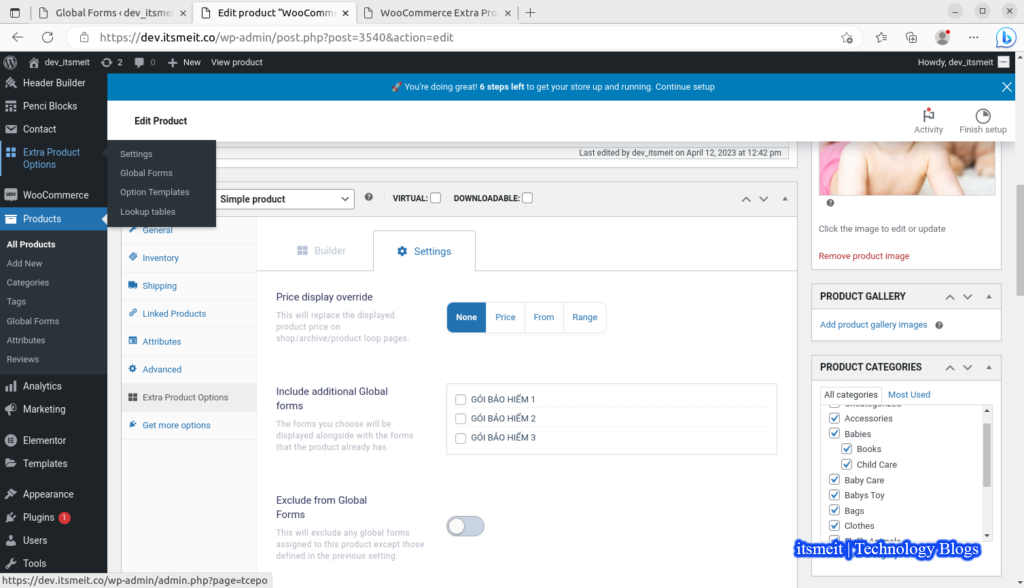 Global Forms ‹ dev_itsmei
Edit product "WooComm
WooCommerce Extra Pro
https://dev.itsmeit.co/wp-admin/post.php?post=3540&action=edit
dev_itsmeit
2
0
New
View product
Howdy, dev_itsmeit
Header Builder
Penci Blocks
Contact
Extra Product
Options
WooCommerce
Products
All Products
Add New
Categories
Tags
Global Forms
Attributes
Reviews
Analytics
Marketing
Elementor
Templates
Appearance
Plugins 1
Users
Tools
Settings
Global Forms
Option Templates
Lookup tables
🚀 You're doing great! 6 steps left to get your store up and running. Continue setup
Edit Product
Activity
Finish setup
Last edited by dev_itsmeit on April 12, 2023 at 12:42 pm
Simple product
VIRTUAL:
DOWNLOADABLE:
General
Inventory
Shipping
Linked Products
Attributes
Advanced
Extra Product Options
Get more options
Builder
Settings
Price display override
This will replace the displayed
product price on
shop/archive/product loop pages.
None
Price
From
Range
Include additional Global
forms
The forms you choose will be
displayed alongside with the forms
that the product already has.
GÓI BẢO HIỂM 1
GÓI BẢO HIỂM 2
GÓI BẢO HIỂM 3
Exclude from Global
Forms
This will exclude any global forms
assigned to this product except those
defined in the previous setting.
Click the image to edit or update
Remove product image
PRODUCT GALLERY
Add product gallery images
PRODUCT CATEGORIES
All categories
Most Used
Uncategorized
Accessories
Babies
Books
Child Care
Baby Care
Babys Toy
Bags
Clothes
itsmeit | Technology Blogs
https://dev.itsmeit.co/wp-admin/admin.php?page=tcepo